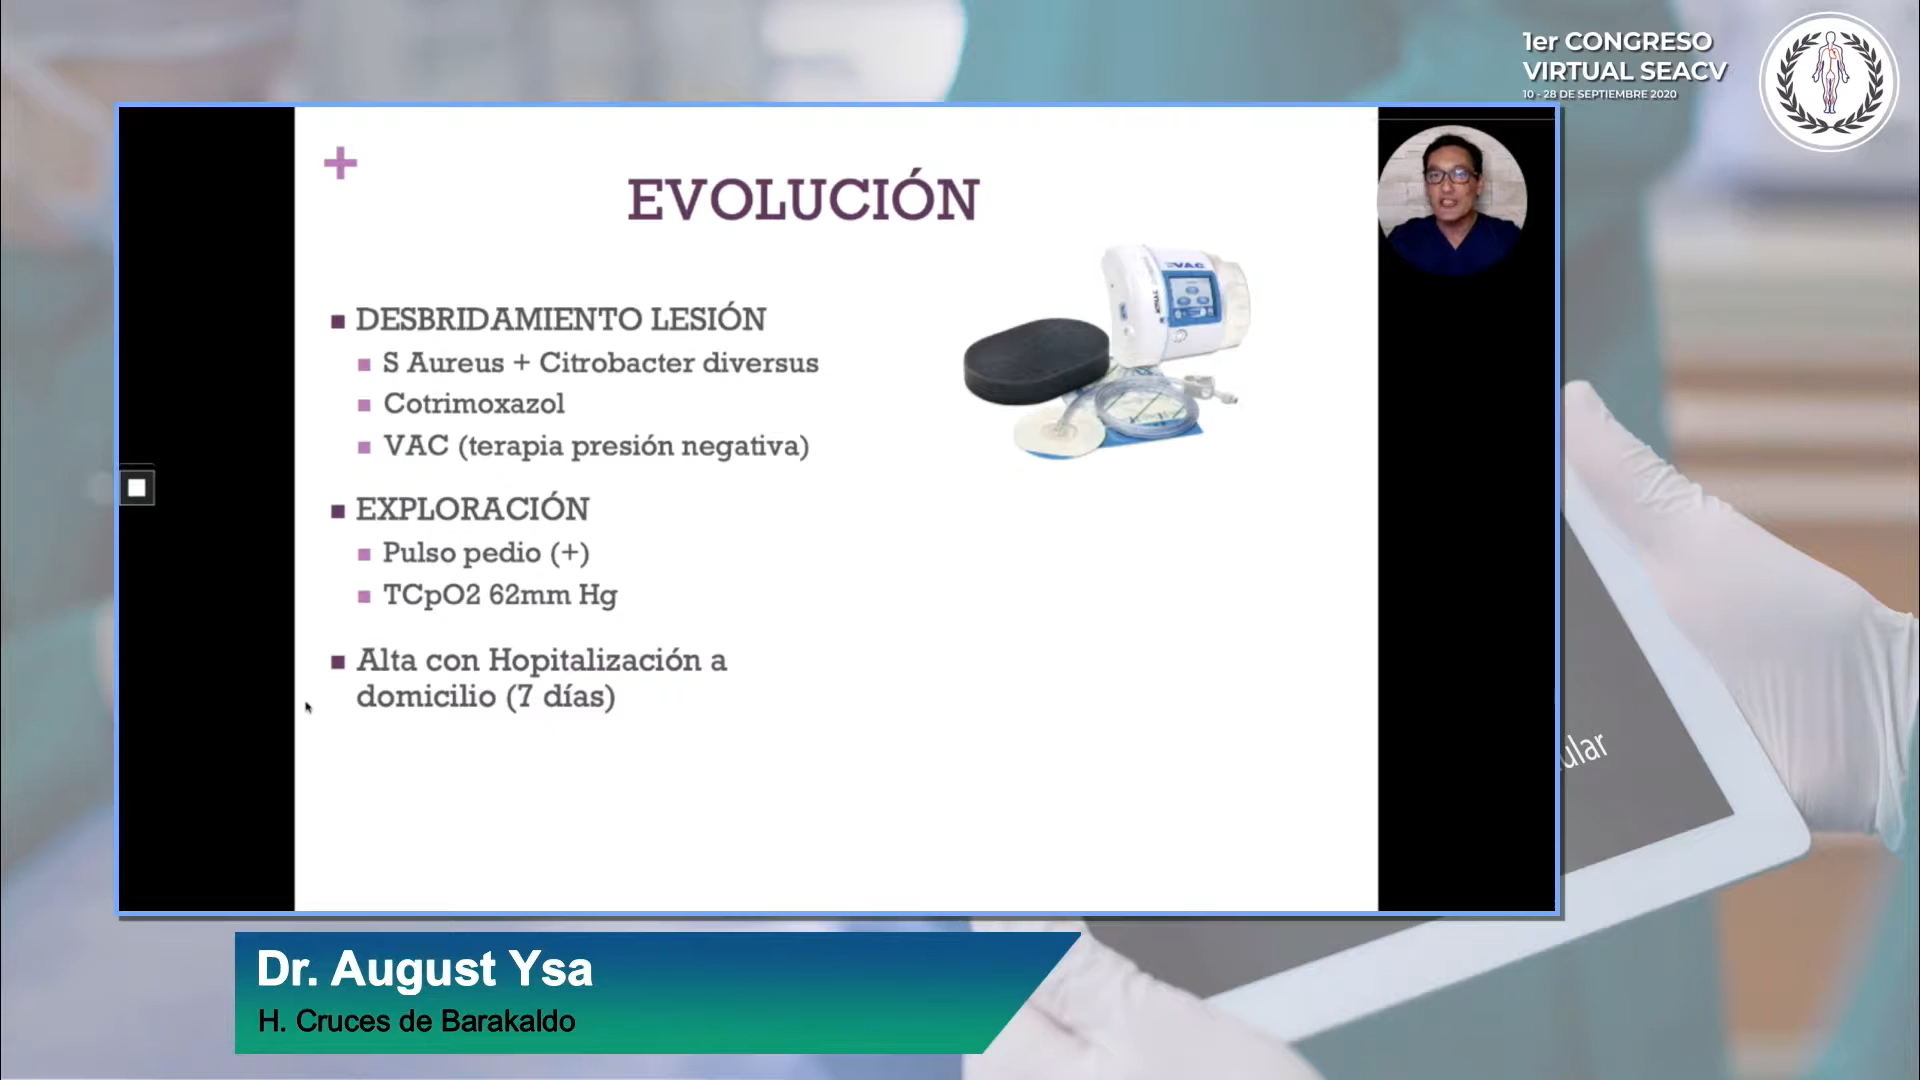 1er CONGRESO
VIRTUAL SEACV
10 - 28 DE SEPTIEMBRE 2020
+
EVOLUCIÓN
VAC
DESBRIDAMIENTO LESIÓN
S Aureus + Citrobacter diversus
Cotrimoxazol
VAC (terapia presión negativa)
EXPLORACIÓN
Pulso pedio (+)
TCpO2 62mm Hg
Alta con Hopitalización a
domicilio (7 días)
ular
Dr. August Ysa
H. Cruces de Barakaldo